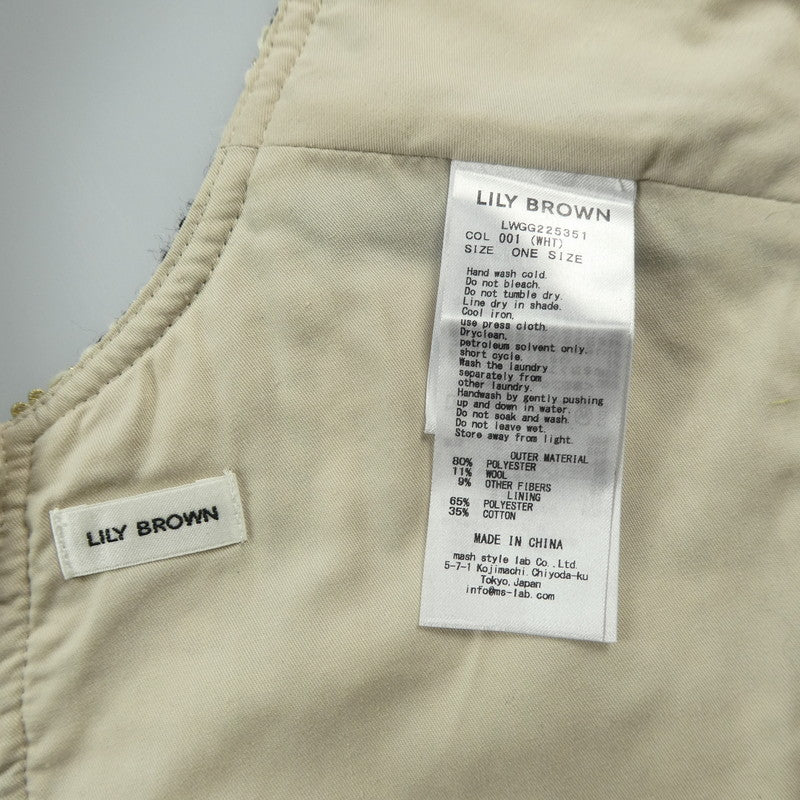 LILY BROWN
LWGG225351
COL 001 (WHT)
SIZE ONE SIZE
Hand wash cold.
Do not bleach.
Do not tumble dry.
Line dry in shade.
Cool iron.
use press cloth.
Dryclean,
petroleum solvent only.
short cycle.
Wash the laundry
separately from
other laundry.
Handwash by gently pushing
up and down in water.
Do not soak and wash.
Do not leave wet.
Store away from light.
OUTER MATERIAL
80% POLYESTER
11% WOOL
9% OTHER FIBERS
LINING
65% POLYESTER
35% COTTON
MADE IN CHINA
mash style lab Co.,Ltd.
5-7-1 Kojimachi,Chiyoda-ku
Tokyo,Japan
info@ms-lab.com
LILY BROWN